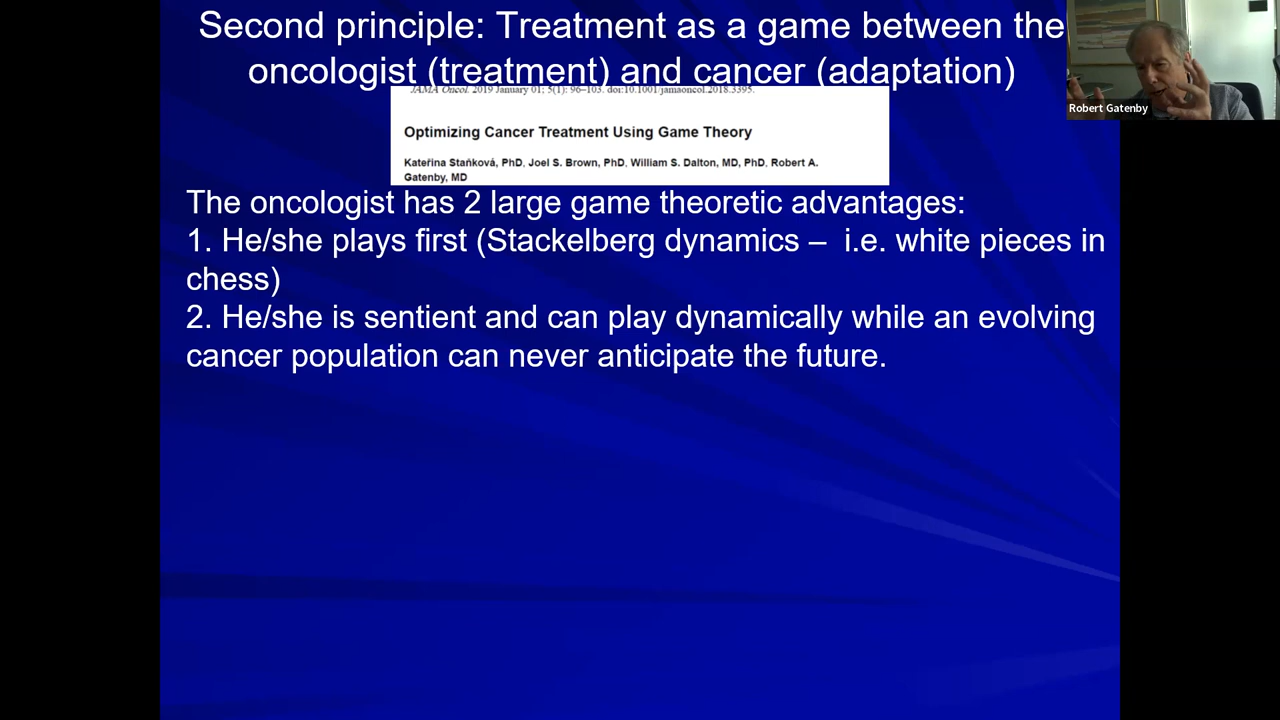 Second principle: Treatment as a game between the
oncologist (treatment) and cancer (adaptation)
JAMA Oncol. 2019 January 01; 5(1): 96–103. doi:10.1001/jamaoncol.2018.3395.
Optimizing Cancer Treatment Using Game Theory
Kateřina Staňková, PhD, Joel S. Brown, PhD, William S. Dalton, MD, PhD, Robert A.
Gatenby, MD
The oncologist has 2 large game theoretic advantages:
1. He/she plays first (Stackelberg dynamics – i.e. white pieces in
chess)
2. He/she is sentient and can play dynamically while an evolving
cancer population can never anticipate the future.
Robert Gatenby